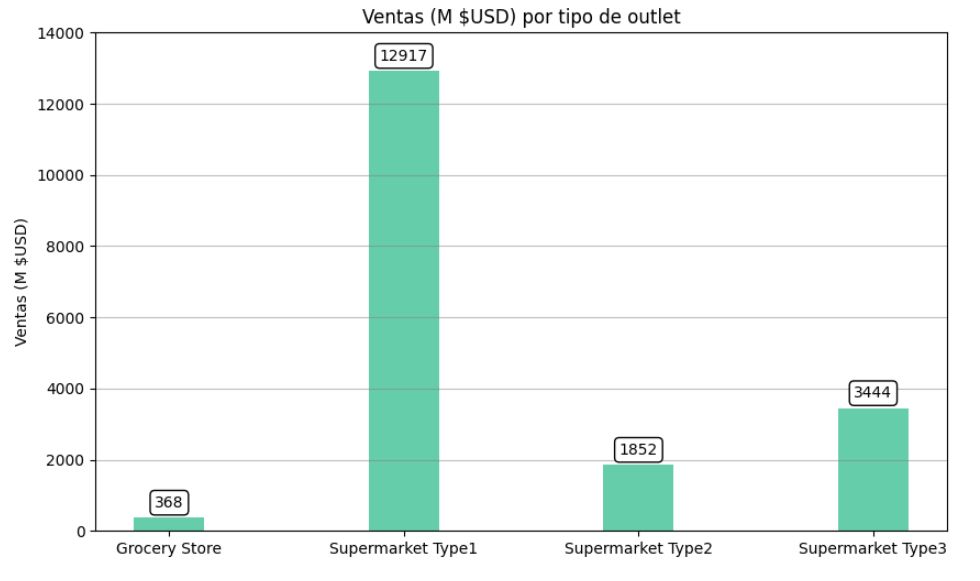 Ventas (M $USD) por tipo de outlet
Ventas (M $USD)
14000
12000
10000
8000
6000
4000
2000
0
368
12917
1852
3444
Grocery Store
Supermarket Type1
Supermarket Type2
Supermarket Type3